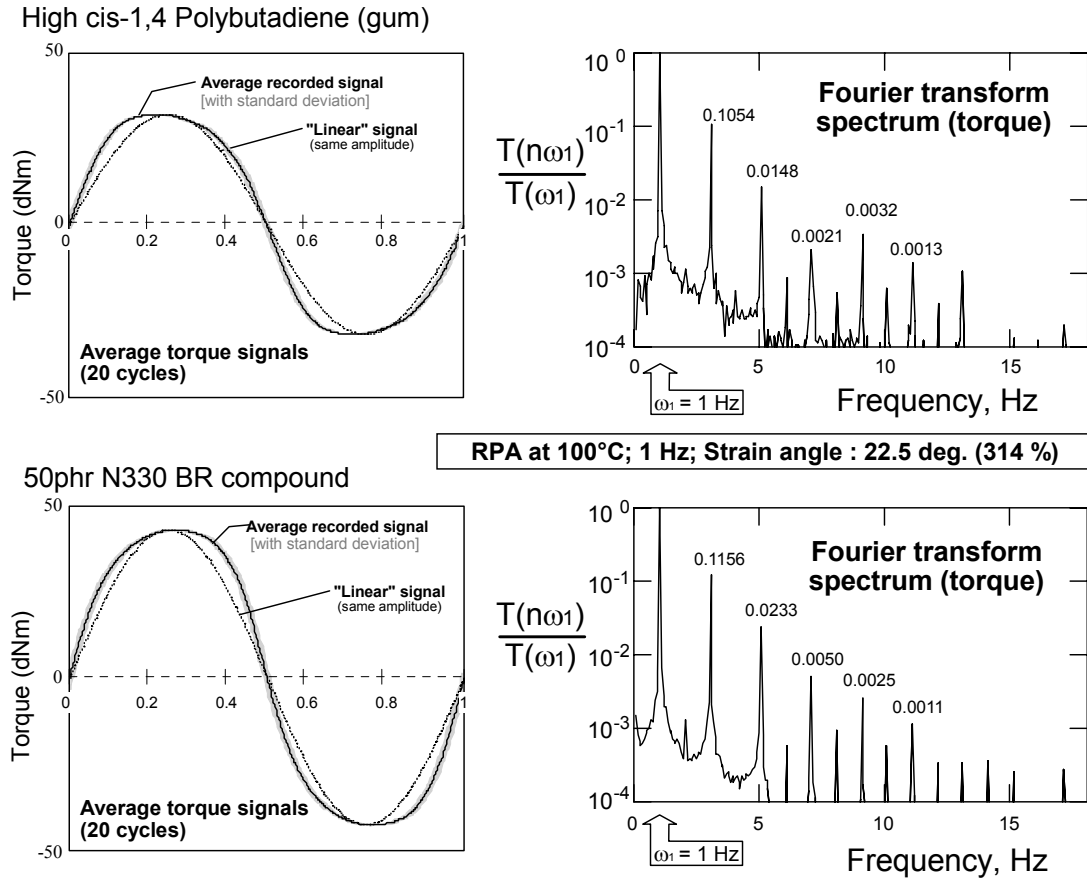 High cis-1,4 Polybutadiene (gum)
50
Average recorded signal
[with standard deviation]
"Linear" signal
(same amplitude)
Torque (dNm)
0
0 0.2 0.4 0.6 0.8 1
Average torque signals
(20 cycles)
-50
Fourier transform
spectrum (torque)
T(nω1)
T(ω1)
10 0
10-1
10-2
10-3
10-4
0.1054
0.0148
0.0021
0.0032
0.0013
0 5 10 15
Frequency, Hz
ω1 = 1 Hz
RPA at 100°C; 1 Hz; Strain angle : 22.5 deg. (314 %)
50phr N330 BR compound
50
Average recorded signal
[with standard deviation]
"Linear" signal
(same amplitude)
Torque (dNm)
0
0 0.2 0.4 0.6 0.8 1
Average torque signals
(20 cycles)
-50
Fourier transform
spectrum (torque)
T(nω1)
T(ω1)
10 0
10-1
10-2
10-3
10-4
0.1156
0.0233
0.0050
0.0025
0.0011
0 5 10 15
Frequency, Hz
ω1 = 1 Hz